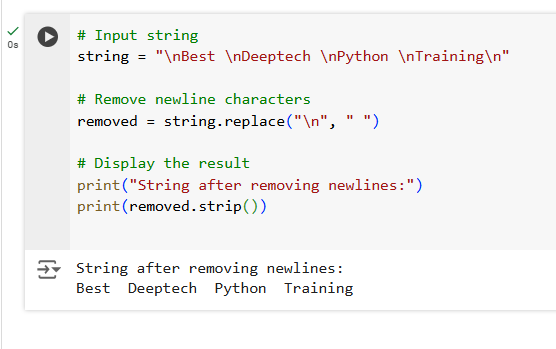 0s
# Input string
string = "\nBest \nDeeptech \nPython \nTraining\n"
# Remove newline characters
removed = string.replace("\n", " ")
# Display the result
print("String after removing newlines:")
print(removed.strip())
String after removing newlines:
Best  Deeptech  Python  Training